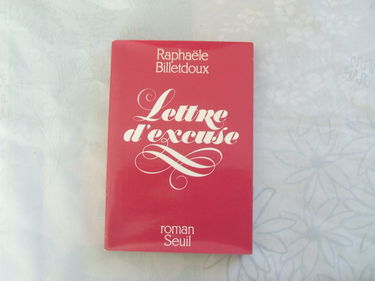 Raphaële
Billetdoux
Lettre
d'excuse
roman
Seuil